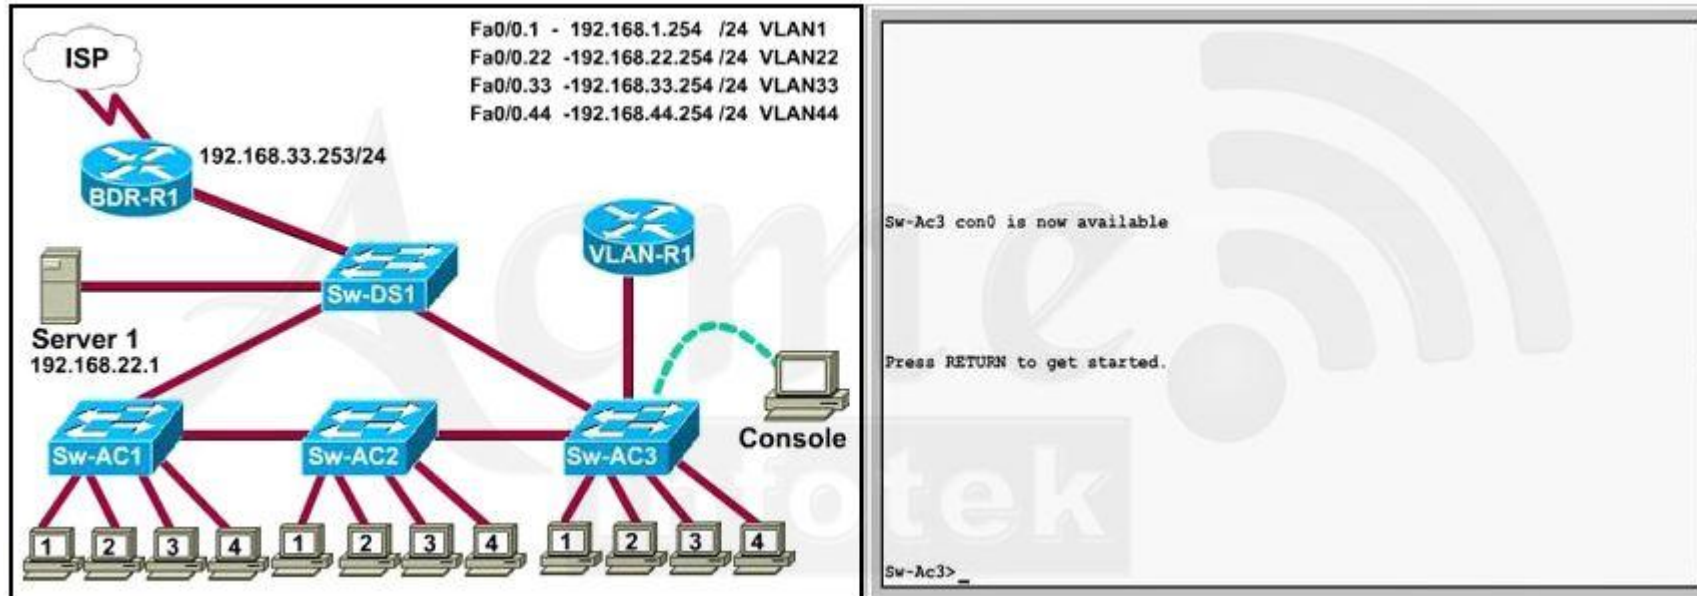 Fa0/0.1 - 192.168.1.254 /24 VLAN1
Fa0/0.22 -192.168.22.254 /24 VLAN22
Fa0/0.33 -192.168.33.254 /24 VLAN33
Fa0/0.44 -192.168.44.254 /24 VLAN44
ISP
192.168.33.253/24
BDR-R1
VLAN-R1
Sw-DS1
Server 1
192.168.22.1
Console
Sw-AC1
Sw-AC2
Sw-AC3
1 2 3 4 1 2 3 4 1 2 3 4
Sw-Ac3 con0 is now available
Press RETURN to get started.
Sw-Ac3>_
Acme
Infotek